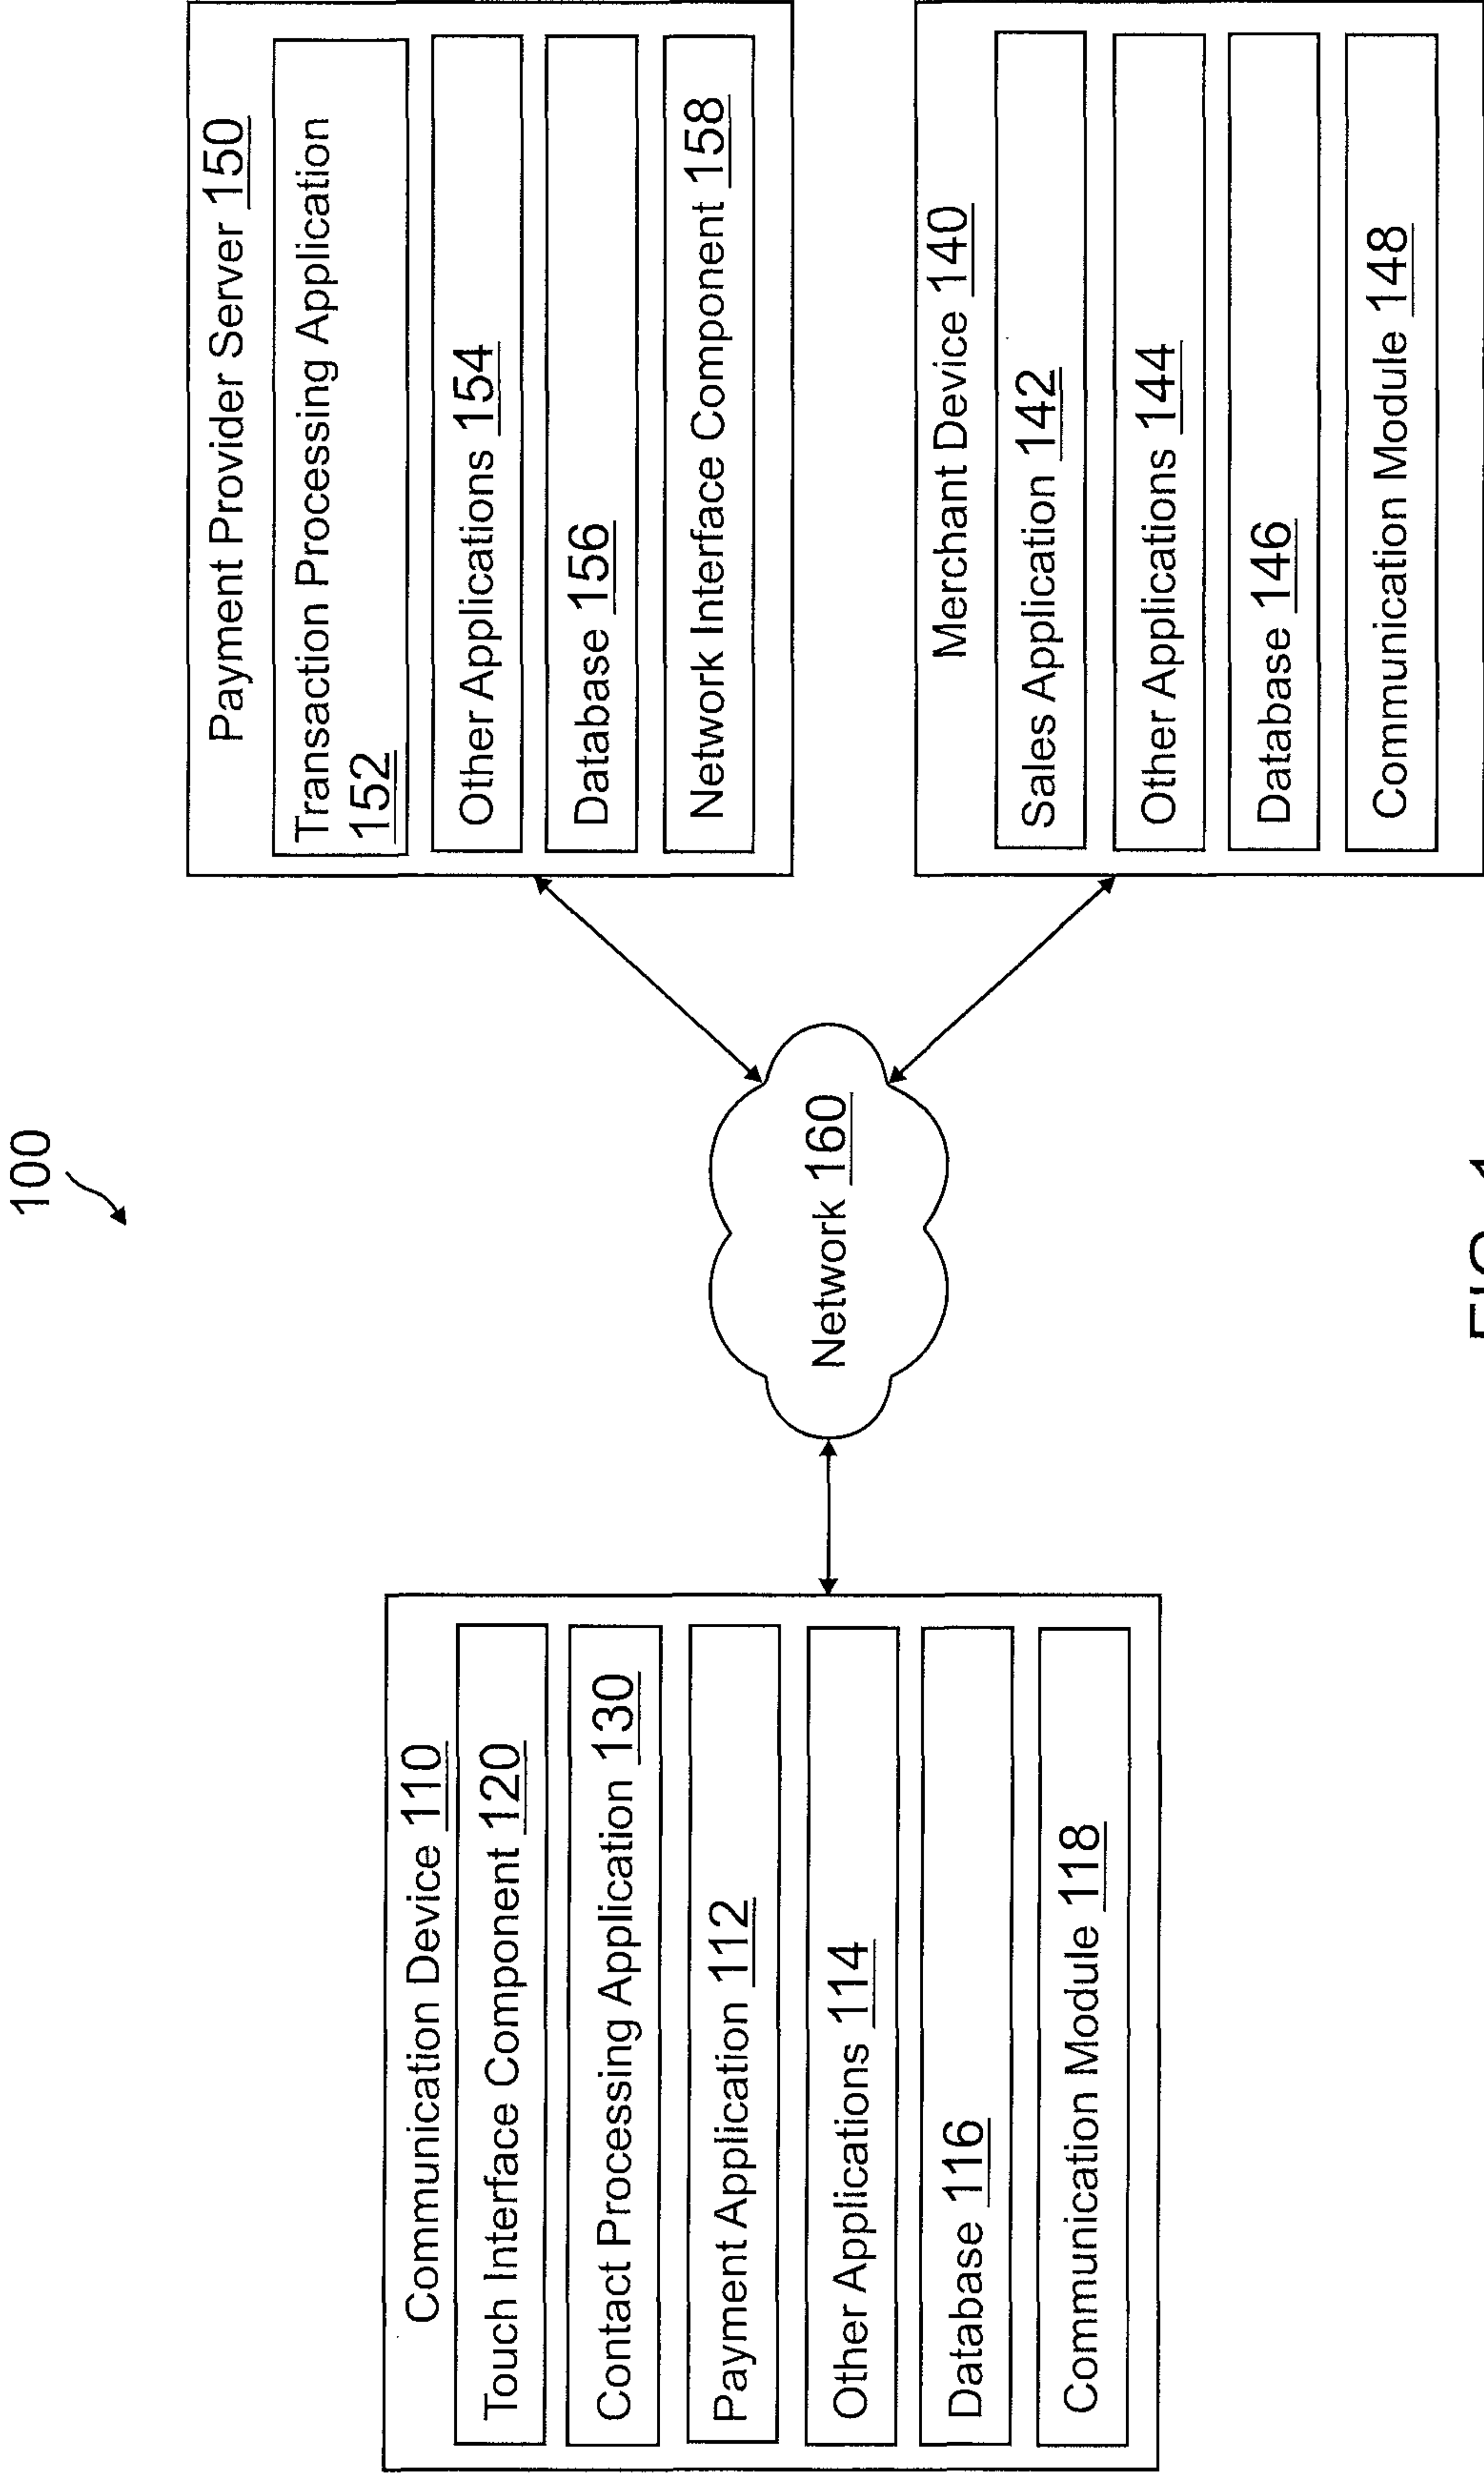 100
Communication Device 110
Touch Interface Component 120
Contact Processing Application 130
Payment Application 112
Other Applications 114
Database 116
Communication Module 118
Network 160
Payment Provider Server 150
Transaction Processing Application
152
Other Applications 154
Database 156
Network Interface Component 158
Merchant Device 140
Sales Application 142
Other Applications 144
Database 146
Communication Module 148
FIG. 1